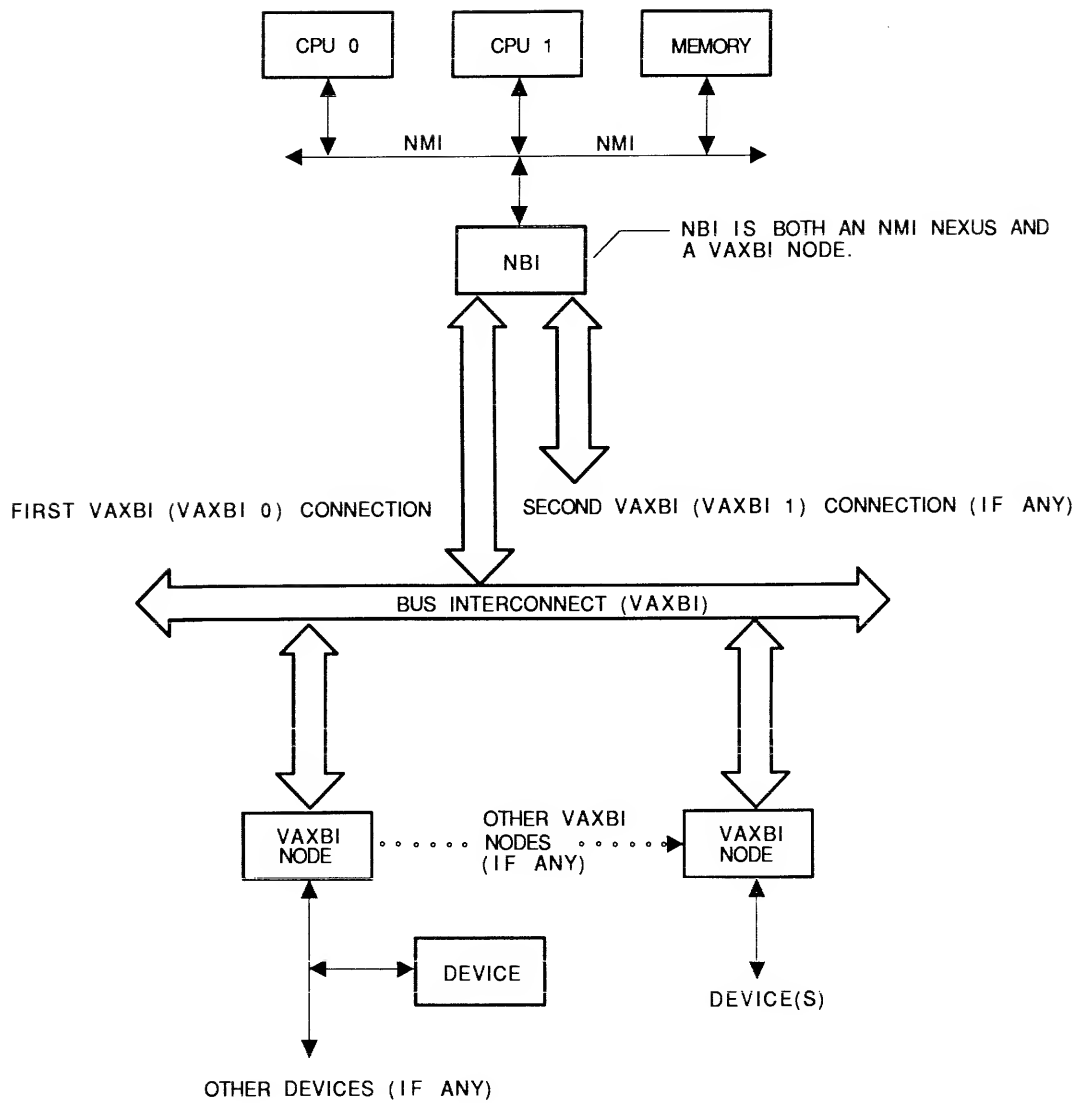 CPU 0
CPU 1
MEMORY
NMI
NMI
NBI
NBI IS BOTH AN NMI NEXUS AND
A VAXBI NODE.
FIRST VAXBI (VAXBI 0) CONNECTION
SECOND VAXBI (VAXBI 1) CONNECTION (IF ANY)
BUS INTERCONNECT (VAXBI)
VAXBI
NODE
OTHER VAXBI
NODES
(IF ANY)
VAXBI
NODE
DEVICE
DEVICE(S)
OTHER DEVICES (IF ANY)